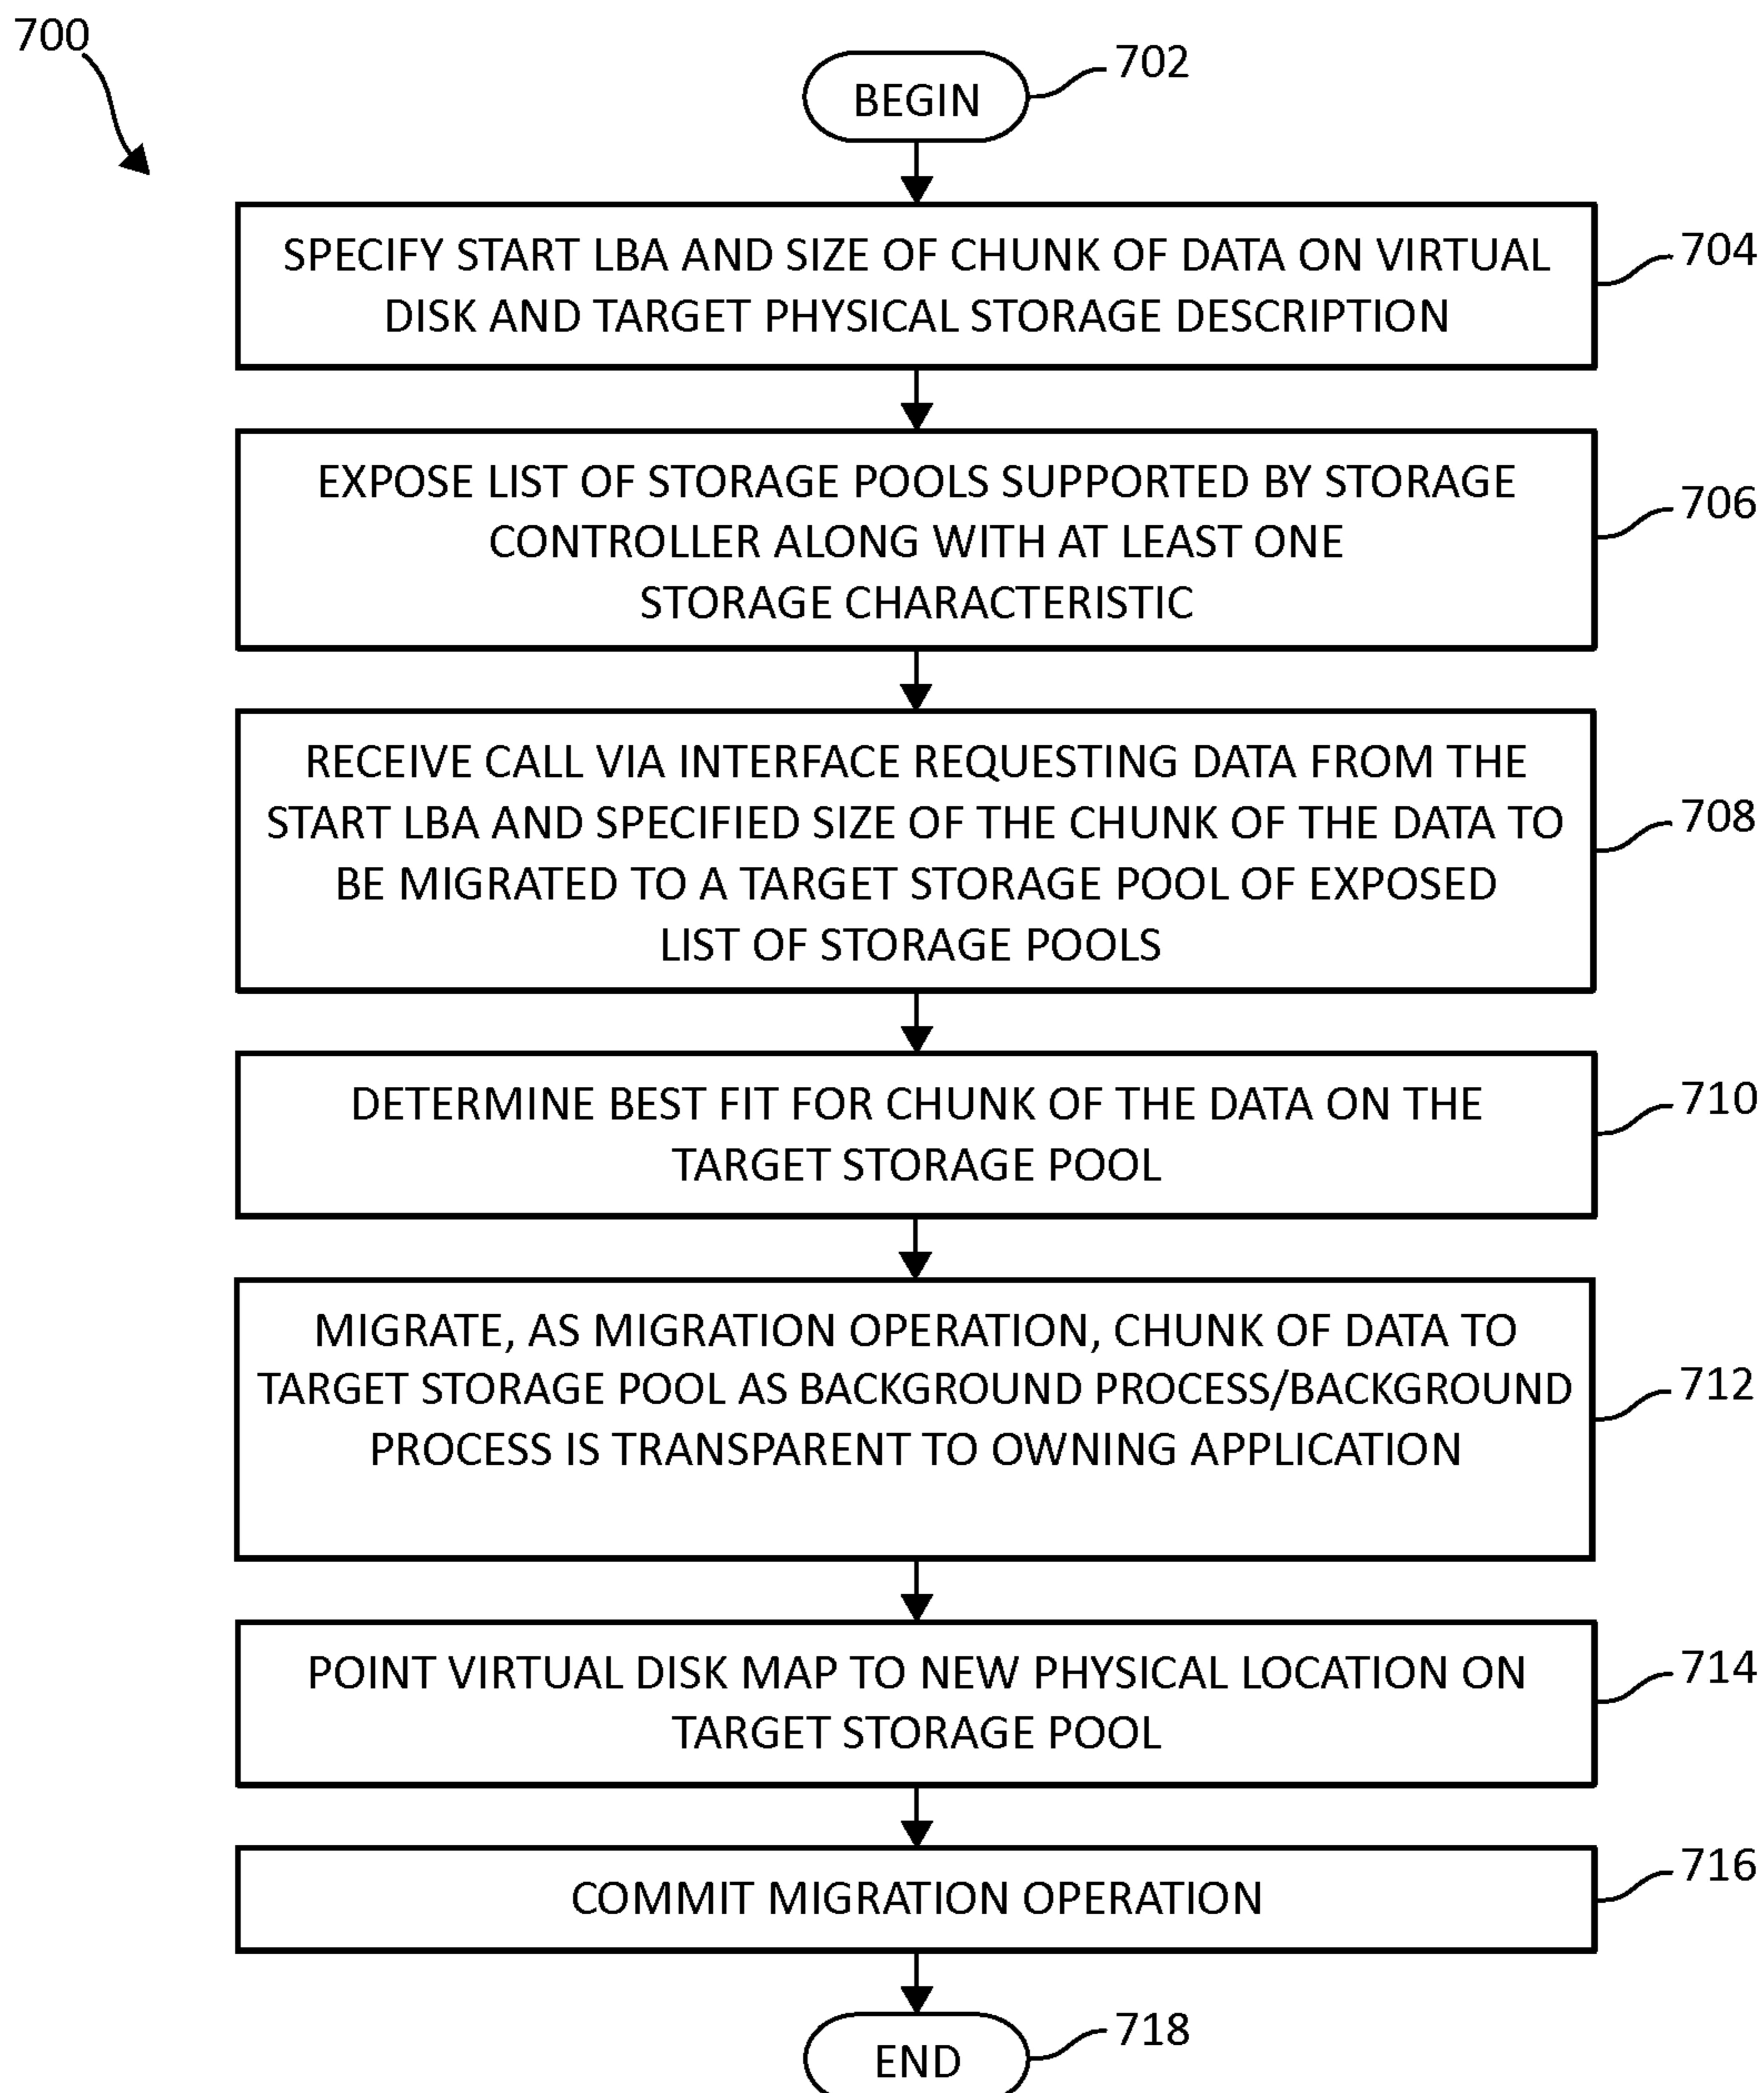 700
BEGIN
702
SPECIFY START LBA AND SIZE OF CHUNK OF DATA ON VIRTUAL
DISK AND TARGET PHYSICAL STORAGE DESCRIPTION
704
EXPOSE LIST OF STORAGE POOLS SUPPORTED BY STORAGE
CONTROLLER ALONG WITH AT LEAST ONE
STORAGE CHARACTERISTIC
706
RECEIVE CALL VIA INTERFACE REQUESTING DATA FROM THE
START LBA AND SPECIFIED SIZE OF THE CHUNK OF THE DATA TO
BE MIGRATED TO A TARGET STORAGE POOL OF EXPOSED
LIST OF STORAGE POOLS
708
DETERMINE BEST FIT FOR CHUNK OF THE DATA ON THE
TARGET STORAGE POOL
710
MIGRATE, AS MIGRATION OPERATION, CHUNK OF DATA TO
TARGET STORAGE POOL AS BACKGROUND PROCESS/BACKGROUND
PROCESS IS TRANSPARENT TO OWNING APPLICATION
712
POINT VIRTUAL DISK MAP TO NEW PHYSICAL LOCATION ON
TARGET STORAGE POOL
714
COMMIT MIGRATION OPERATION
716
END
718